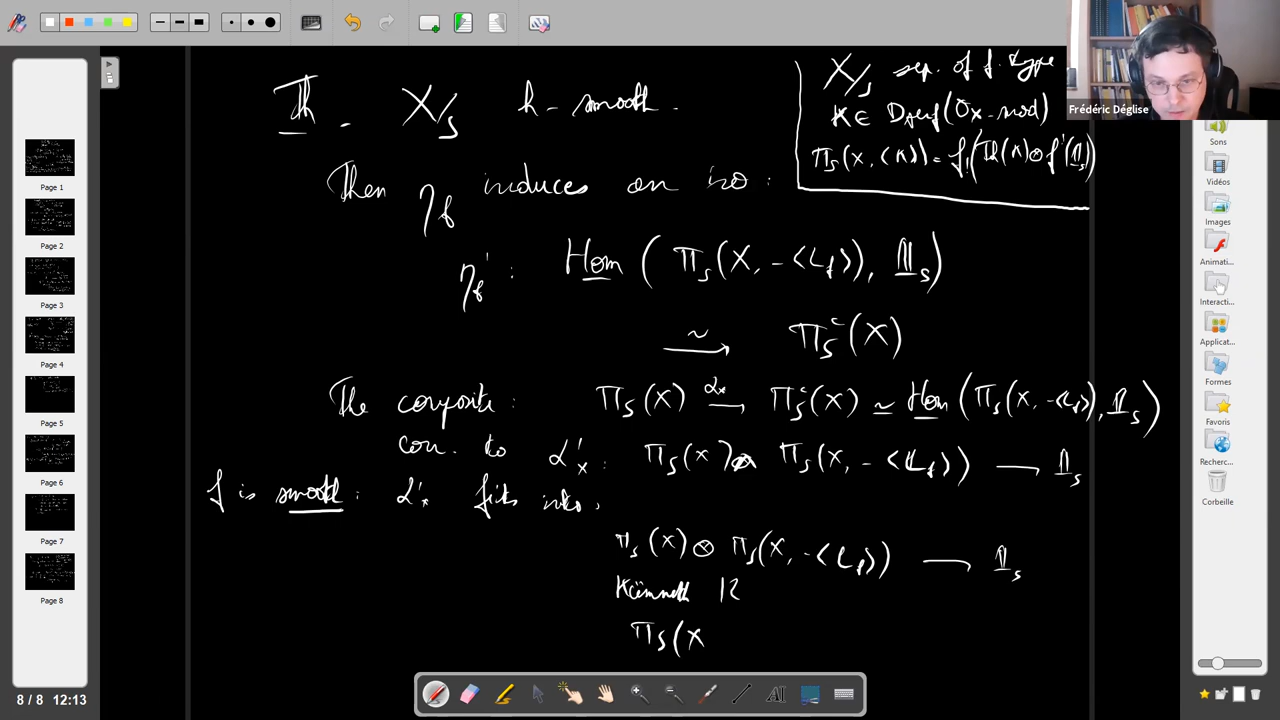 Th. X/S h-smooth.
X/S sep. of f. type
K ∈ D_perf(O_X-mod)
Π_S(X, ⟨K⟩) = f_!(Th(K) ⊗ f^!(𝟙_S))
Frédéric Déglise
Then η_f induces an iso:
η'_f : Hom (Π_S(X, -⟨L_f⟩), 𝟙_S)
~→ Π_S^c(X)
The composite: Π_S(X) →^{α_X} Π_S^c(X) ≃ Hom (Π_S(X, -⟨L_f⟩), 𝟙_S)
corr. to α'_X : Π_S(X) ⊗ Π_S(X, -⟨L_f⟩) → 𝟙_S
f is smooth: α'_X fits into:
Π_S(X) ⊗ Π_S(X, -⟨L_f⟩) → 𝟙_S
Künneth
Π_S(X
Page 1
Page 2
Page 3
Page 4
Page 5
Page 6
Page 7
Page 8
Sons
Vidéos
Images
Animati...
Interacti...
Applicat...
Formes
Favoris
Recherc...
Corbeille
8 / 8 12:13
AI